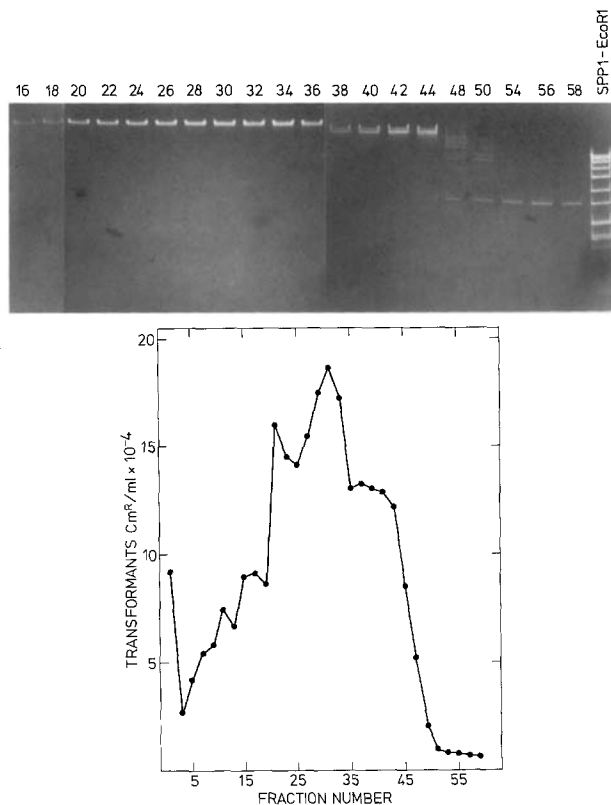 16 18 20 22 24 26 28 30 32 34 36 38 40 42 44 48 50 54 56 58 SPP1-EcoR1
20
15
10
5
TRANSFORMANTS Cm^R/ml × 10^-4
5 15 25 35 45 55
FRACTION NUMBER